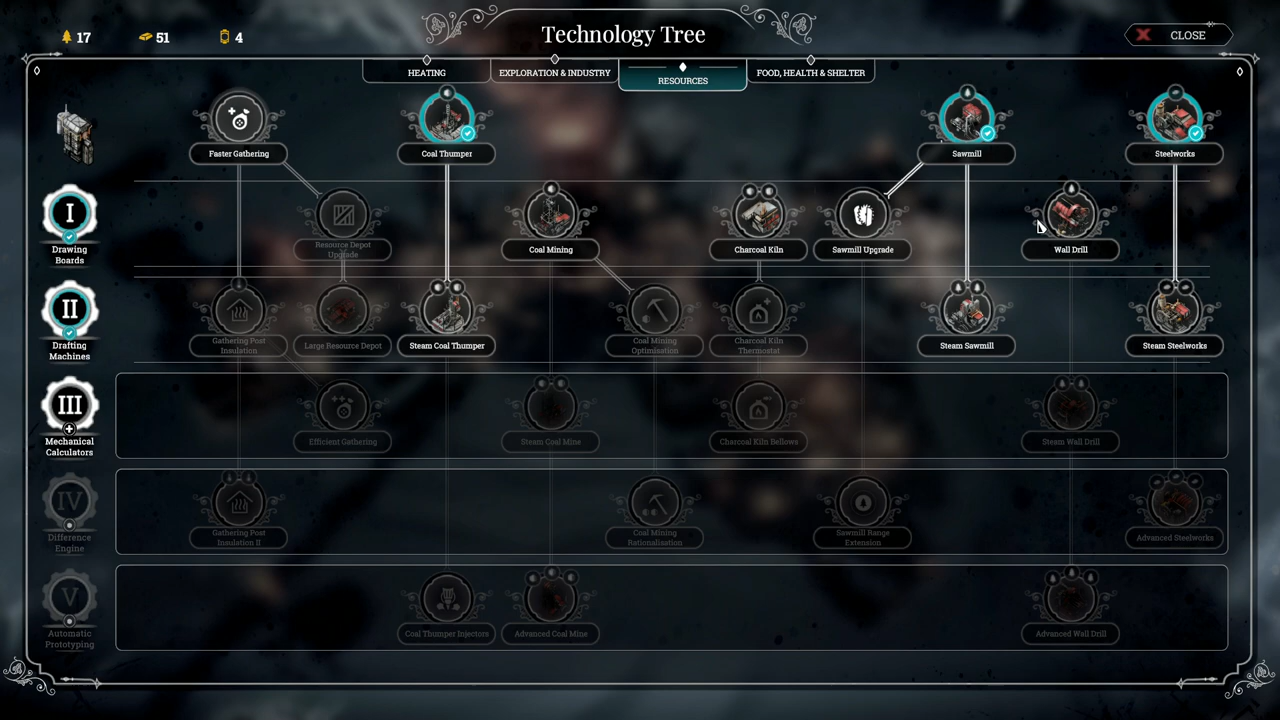 17
51
4
Technology Tree
CLOSE
HEATING
EXPLORATION & INDUSTRY
RESOURCES
FOOD, HEALTH & SHELTER
Faster Gathering
Coal Thumper
Sawmill
Steelworks
I
Drawing
Boards
Resource Depot
Upgrade
Coal Mining
Charcoal Kiln
Sawmill Upgrade
Wall Drill
II
Drafting
Machines
Gathering Post
Insulation
Large Resource Depot
Steam Coal Thumper
Coal Mining
Optimisation
Charcoal Kiln
Thermostat
Steam Sawmill
Steam Steelworks
III
Mechanical
Calculators
Efficient Gathering
Steam Coal Mine
Charcoal Kiln Bellows
Steam Wall Drill
IV
Difference
Engine
Gathering Post
Insulation II
Coal Mining
Rationalisation
Sawmill Range
Extension
Advanced Steelworks
V
Automatic
Prototyping
Coal Thumper Injectors
Advanced Coal Mine
Advanced Wall Drill